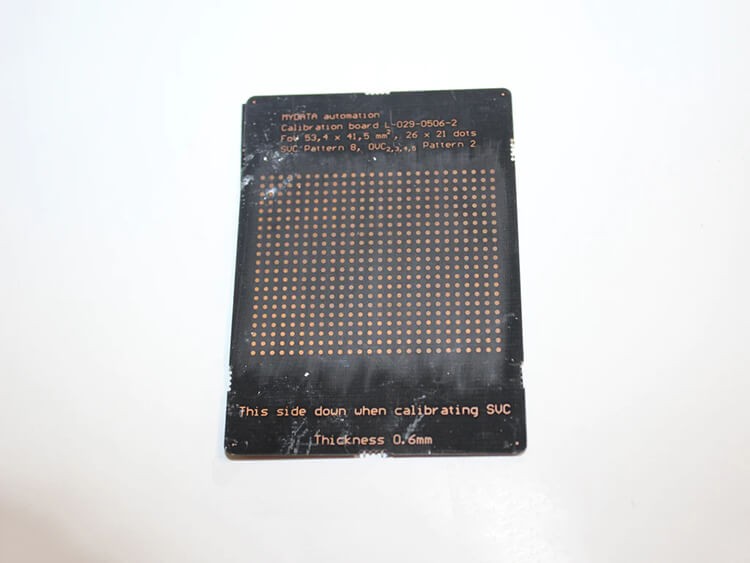 MYDATA automation
Calibration board L-029-0506-2
FoV 53,4 x 41,5 mm², 26 x 21 dots
SVC Pattern 8, OVC₂,₃,₄,₅ Pattern 2
This side down when calibrating SVC
Thickness 0.6mm